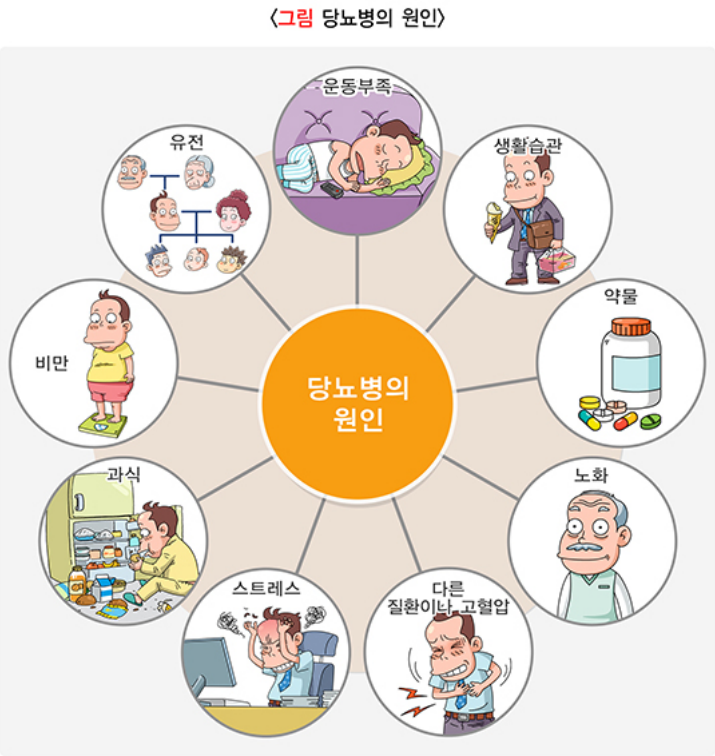 <그림 당뇨병의 원인>
운동부족
생활습관
약물
노화
다른
질환이나 고혈압
스트레스
과식
비만
유전
당뇨병의
원인